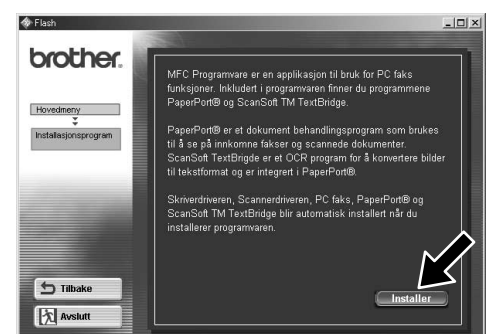 Flash
brother.
Hovedmeny
Installasjonsprogram
MFC Programvare er en applikasjon til bruk for PC faks
funksjoner. Inkludert i programvaren finner du programmene
PaperPort® og ScanSoft TM TextBridge.
PaperPort® er et dokument behandlingsprogram som brukes
til å se på innkomne fakser og scannede dokumenter.
ScanSoft TextBrigde er et OCR program for å konvertere bilder
til tekstformat og er integrert i PaperPort®.
Skriverdriveren, Scannerdriveren, PC faks, PaperPort® og
ScanSoft TM TextBridge blir automatisk installert når du
installerer programvaren.
Installer
Tilbake
Avslutt